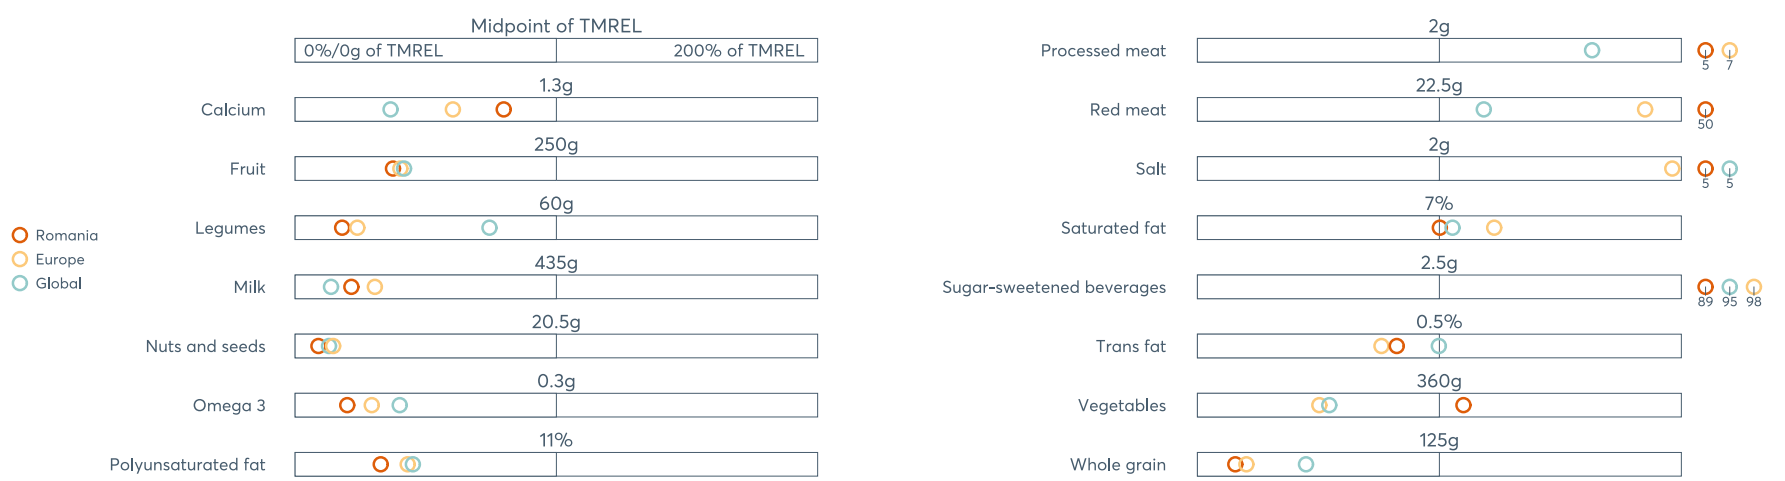 Midpoint of TMREL
0%/0g of TMREL 200% of TMREL
1.3g
Calcium
250g
Fruit
60g
Legumes
435g
Milk
20.5g
Nuts and seeds
0.3g
Omega 3
11%
Polyunsaturated fat
Romania
Europe
Global
2g
Processed meat
5 7
22.5g
Red meat
50
2g
Salt
5 5
7%
Saturated fat
2.5g
Sugar-sweetened beverages
89 95 98
0.5%
Trans fat
360g
Vegetables
125g
Whole grain